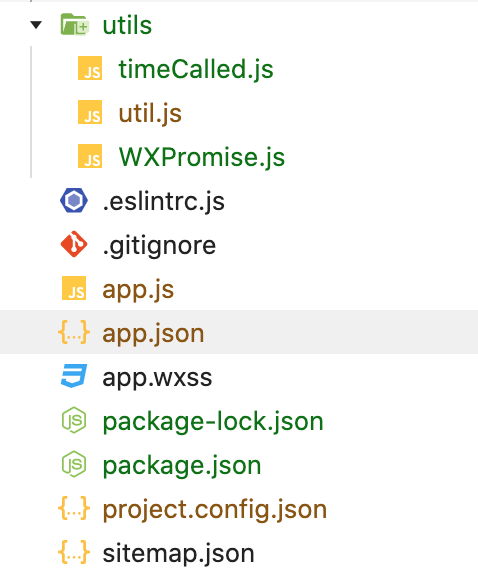 utils
JS timeCalled.js
JS util.js
JS WXPromise.js
.eslintrc.js
.gitignore
JS app.js
{...} app.json
app.wxss
JS package-lock.json
JS package.json
{...} project.config.json
{...} sitemap.json